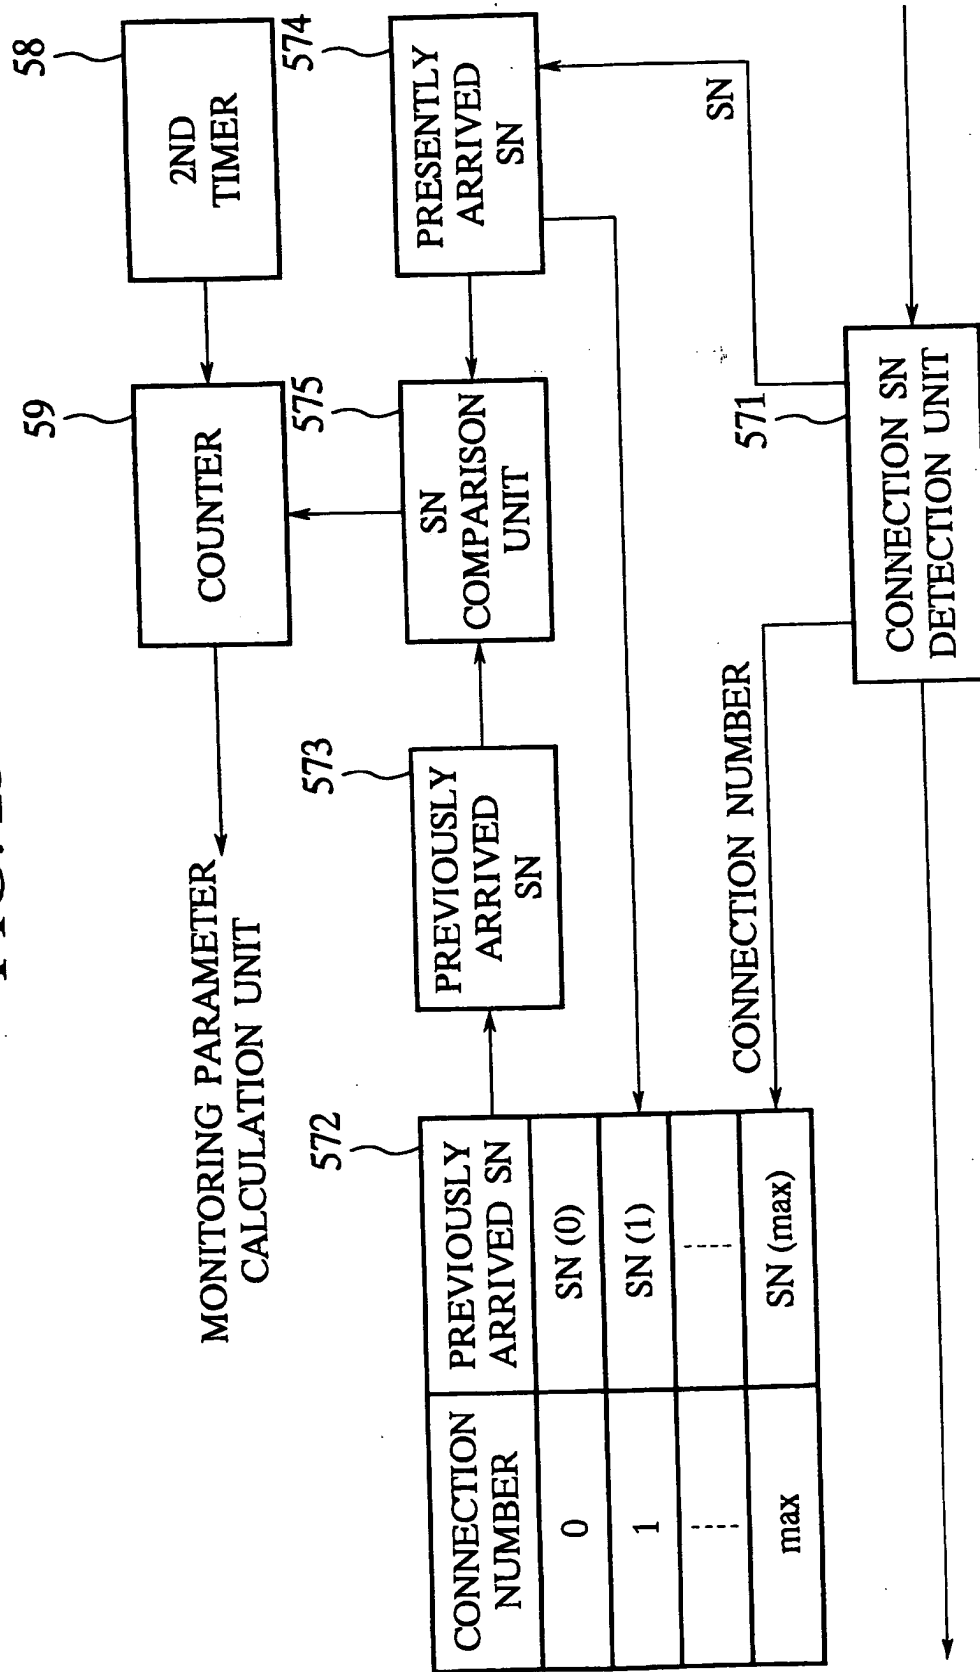 58
2ND
TIMER
59
COUNTER
MONITORING PARAMETER
CALCULATION UNIT
574
PRESENTLY
ARRIVED
SN
575
SN
COMPARISON
UNIT
573
PREVIOUSLY
ARRIVED
SN
572
CONNECTION
NUMBER
PREVIOUSLY
ARRIVED SN
0
SN (0)
1
SN (1)
max
SN (max)
SN
CONNECTION NUMBER
571
CONNECTION SN
DETECTION UNIT